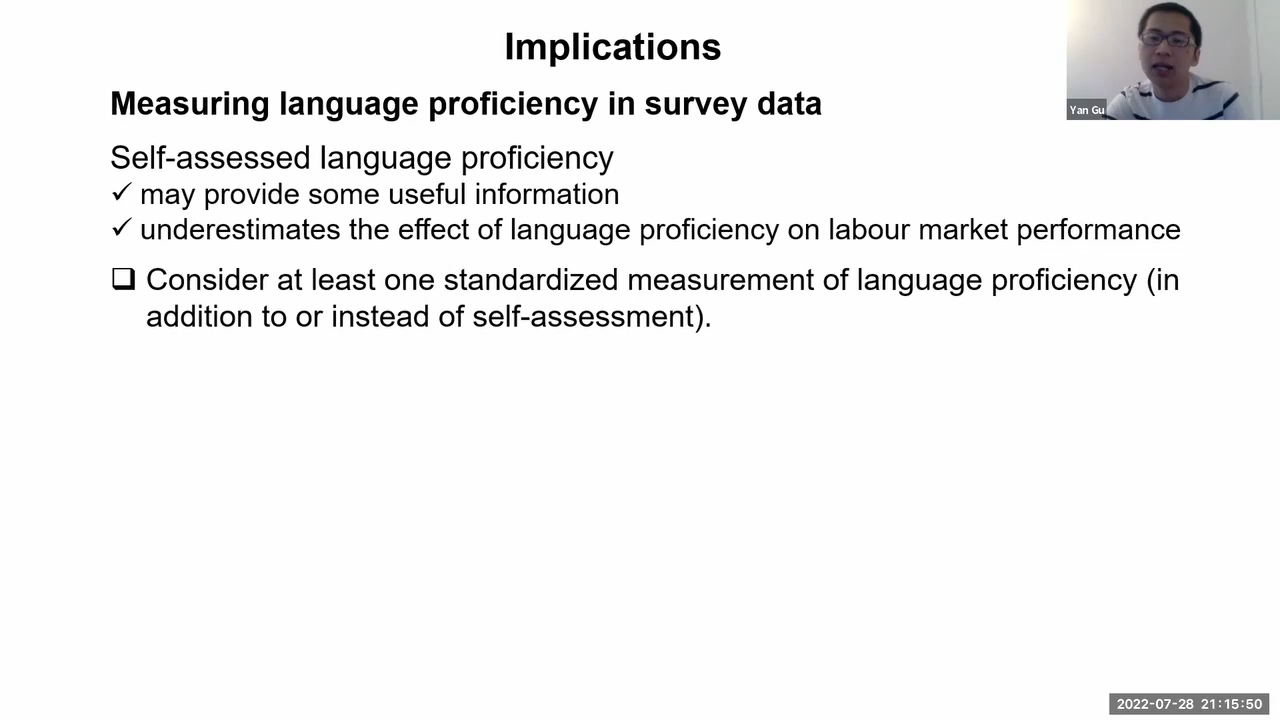 Implications
Yan Gu
Measuring language proficiency in survey data
Self-assessed language proficiency
✓ may provide some useful information
✓ underestimates the effect of language proficiency on labour market performance
❑ Consider at least one standardized measurement of language proficiency (in
addition to or instead of self-assessment).
2022-07-28 21:15:50